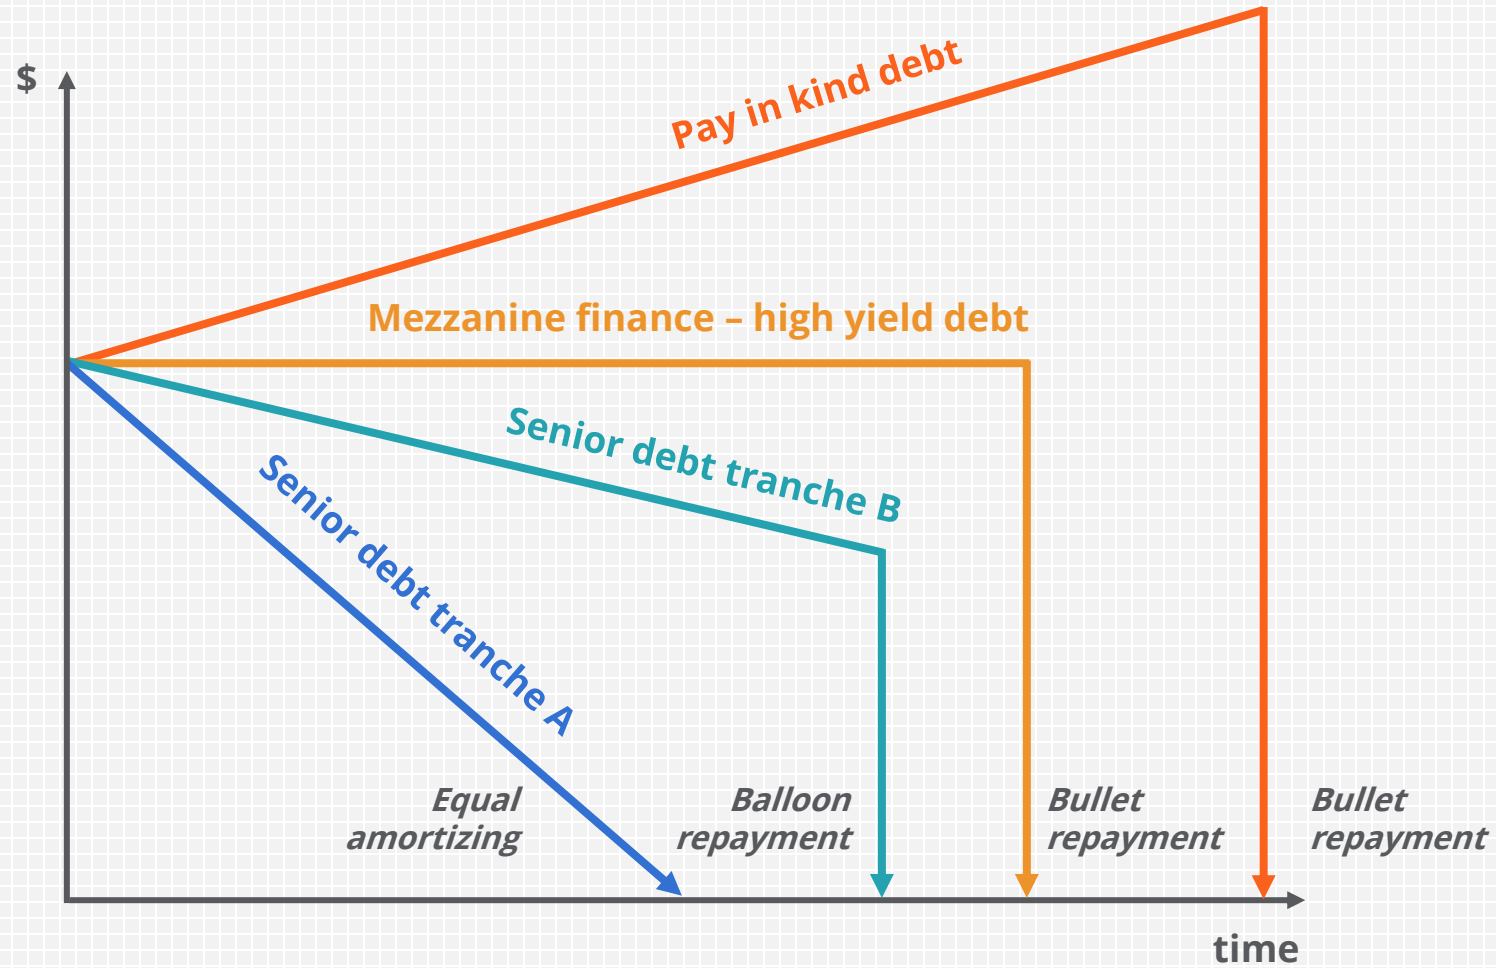 $
Pay in kind debt
Mezzanine finance – high yield debt
Senior debt tranche B
Senior debt tranche A
Equal
amortizing
Balloon
repayment
Bullet
repayment
Bullet
repayment
time